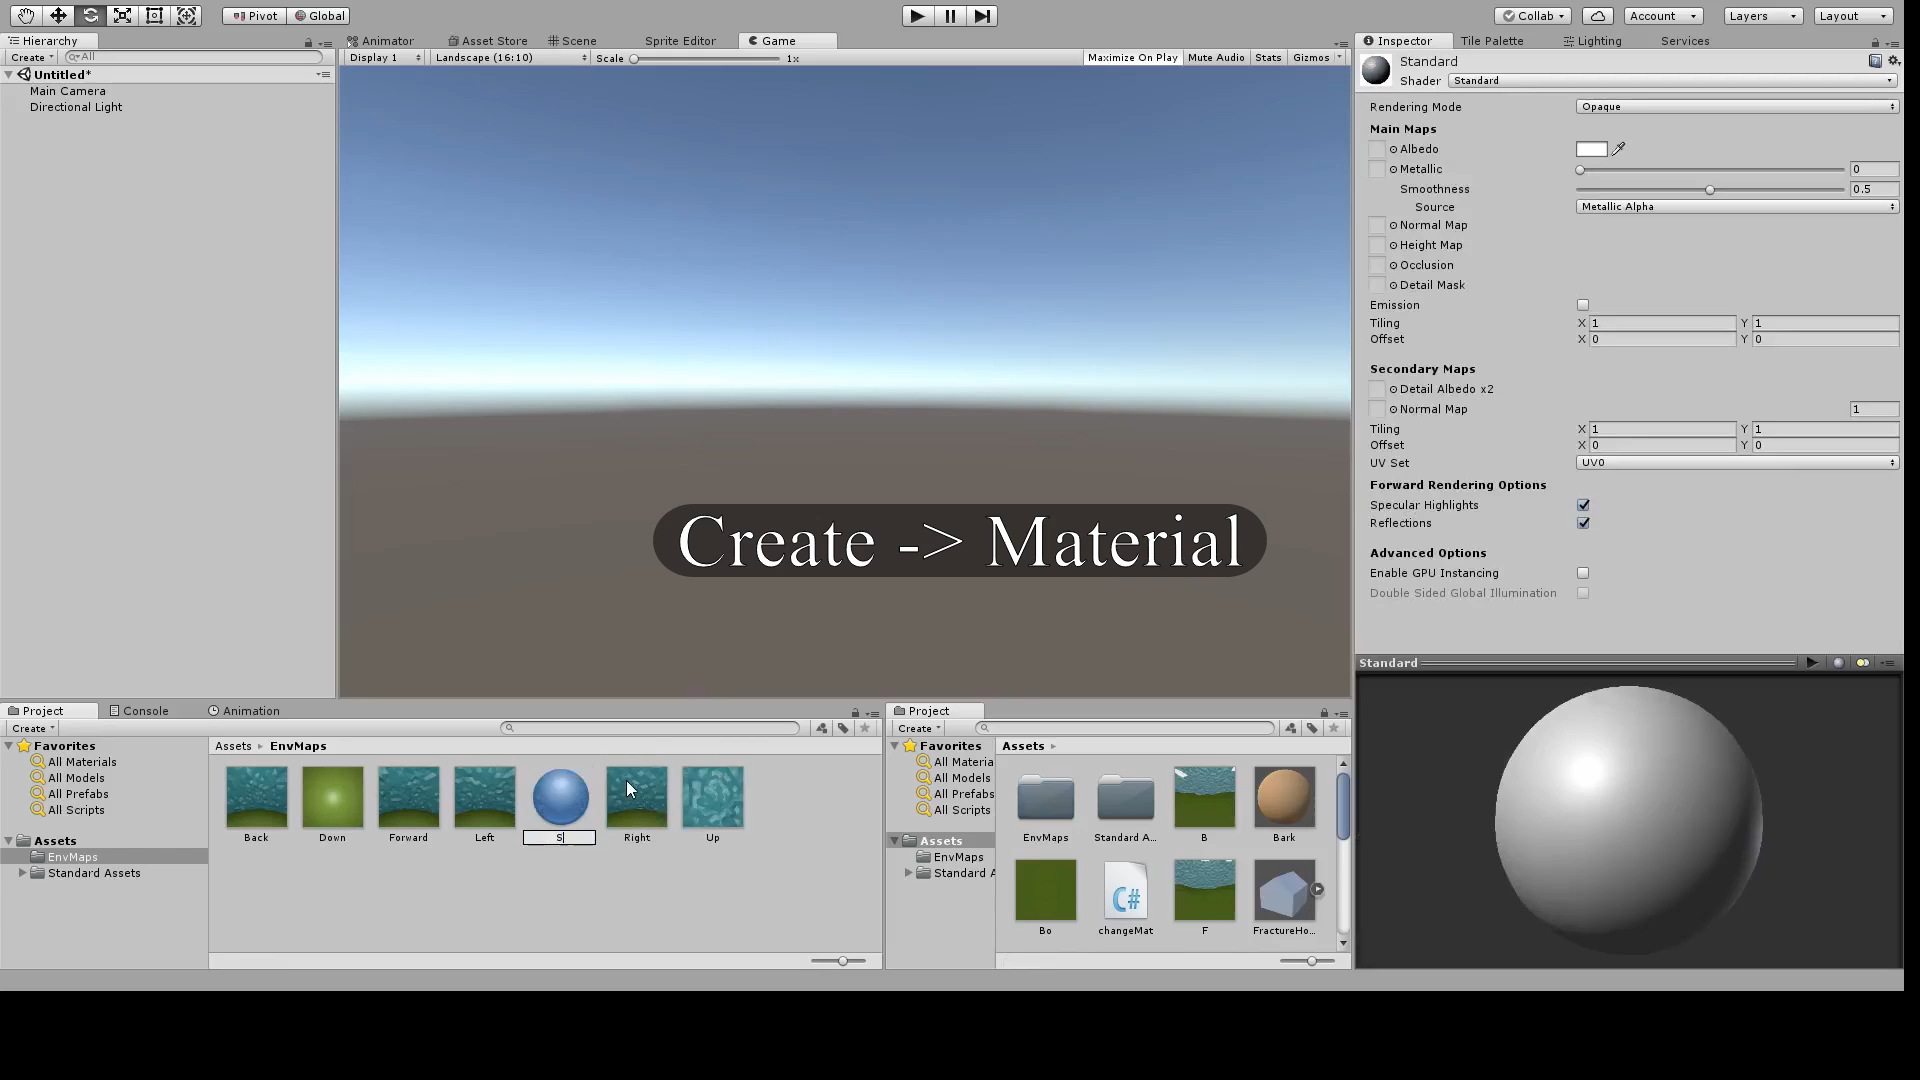 Pivot Global Collab Account Layers Layout
Hierarchy Animator Asset Store Scene Sprite Editor Game Inspector Tile Palette Lighting Services
Create All Display 1 Landscape (16:10) Scale 1x Maximize On Play Mute Audio Stats Gizmos
Untitled*
Main Camera
Directional Light
Standard
Shader Standard
Rendering Mode Opaque
Main Maps
Albedo
Metallic 0
Smoothness 0.5
Source Metallic Alpha
Normal Map
Height Map
Occlusion
Detail Mask
Emission
Tiling X 1 Y 1
Offset X 0 Y 0
Secondary Maps
Detail Albedo x2
Normal Map 1
Tiling X 1 Y 1
Offset X 0 Y 0
UV Set UV0
Forward Rendering Options
Specular Highlights
Reflections
Advanced Options
Enable GPU Instancing
Double Sided Global Illumination
Create -> Material
Standard
Project Console Animation
Create
Favorites
All Materials
All Models
All Prefabs
All Scripts
Assets
EnvMaps
Standard Assets
Assets EnvMaps
Back Down Forward Left S Right Up
Project
Create
Favorites
All Materia
All Models
All Prefabs
All Scripts
Assets
EnvMaps
Standard A
Assets
EnvMaps Standard A... B Bark
C#
Bo changeMat F FractureHo...